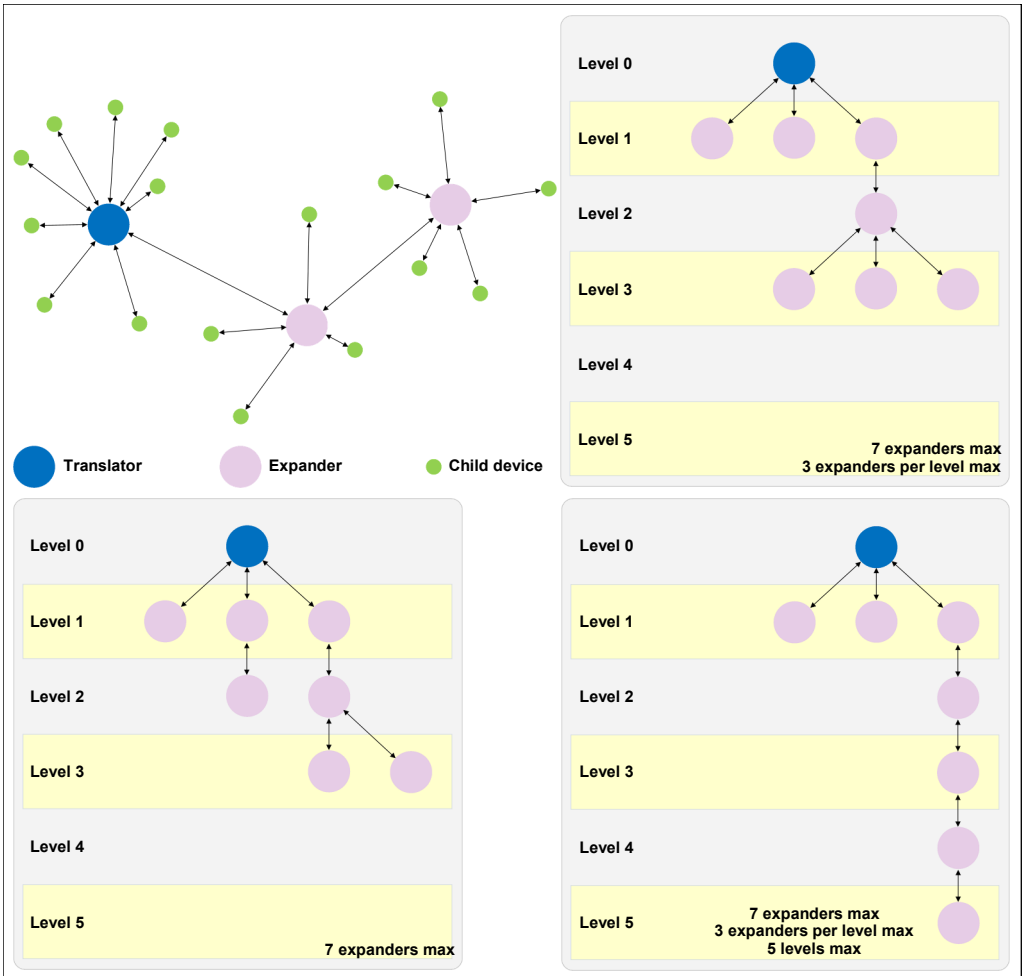 Level 0
Level 1
Level 2
Level 3
Level 4
Level 5
7 expanders max
3 expanders per level max
Translator
Expander
Child device
Level 0
Level 1
Level 2
Level 3
Level 4
Level 5
7 expanders max
Level 0
Level 1
Level 2
Level 3
Level 4
Level 5
7 expanders max
3 expanders per level max
5 levels max